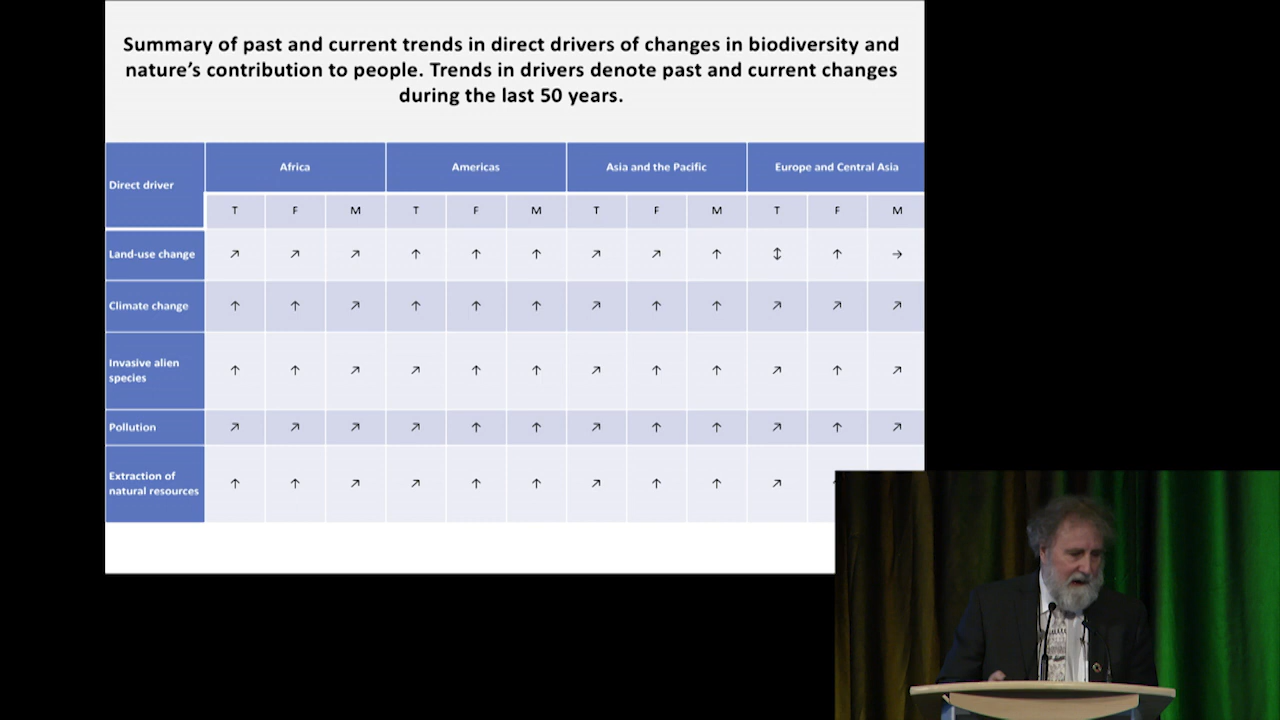 Summary of past and current trends in direct drivers of changes in biodiversity and
nature’s contribution to people. Trends in drivers denote past and current changes
during the last 50 years.
Direct driver
Africa Americas Asia and the Pacific Europe and Central Asia
T F M T F M T F M T F M
Land-use change ↗ ↗ ↗ ↑ ↑ ↑ ↗ ↗ ↑ ↕ ↑ →
Climate change ↑ ↑ ↗ ↑ ↑ ↑ ↗ ↑ ↑ ↗ ↗ ↗
Invasive alien
species ↑ ↑ ↗ ↗ ↑ ↑ ↗ ↑ ↑ ↗ ↑ ↗
Pollution ↗ ↗ ↗ ↗ ↑ ↑ ↗ ↑ ↑ ↗ ↑ ↗
Extraction of
natural resources ↑ ↑ ↗ ↗ ↑ ↑ ↗ ↑ ↑ ↗